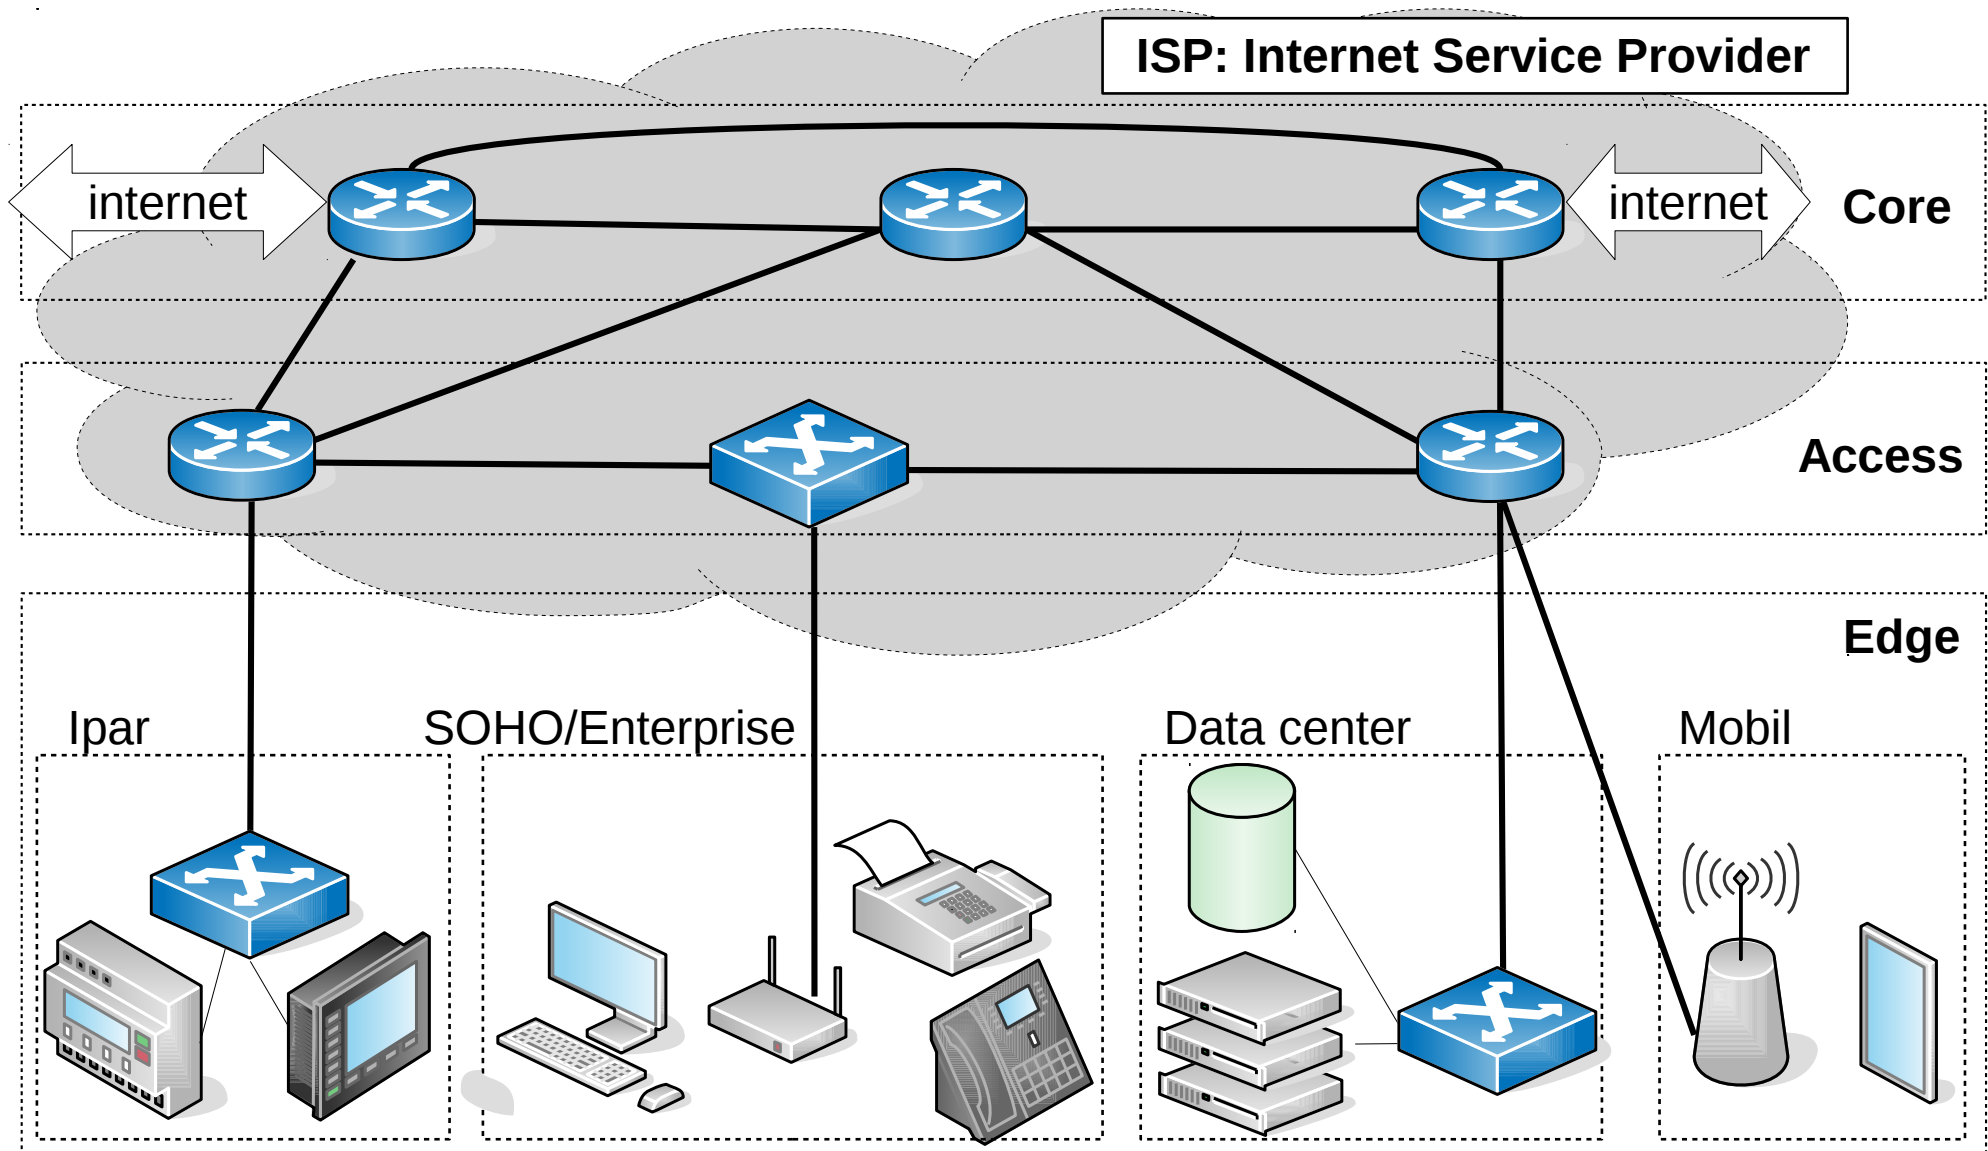 ISP: Internet Service Provider
internet
internet
Core
Access
Edge
Ipar
SOHO/Enterprise
Data center
Mobil